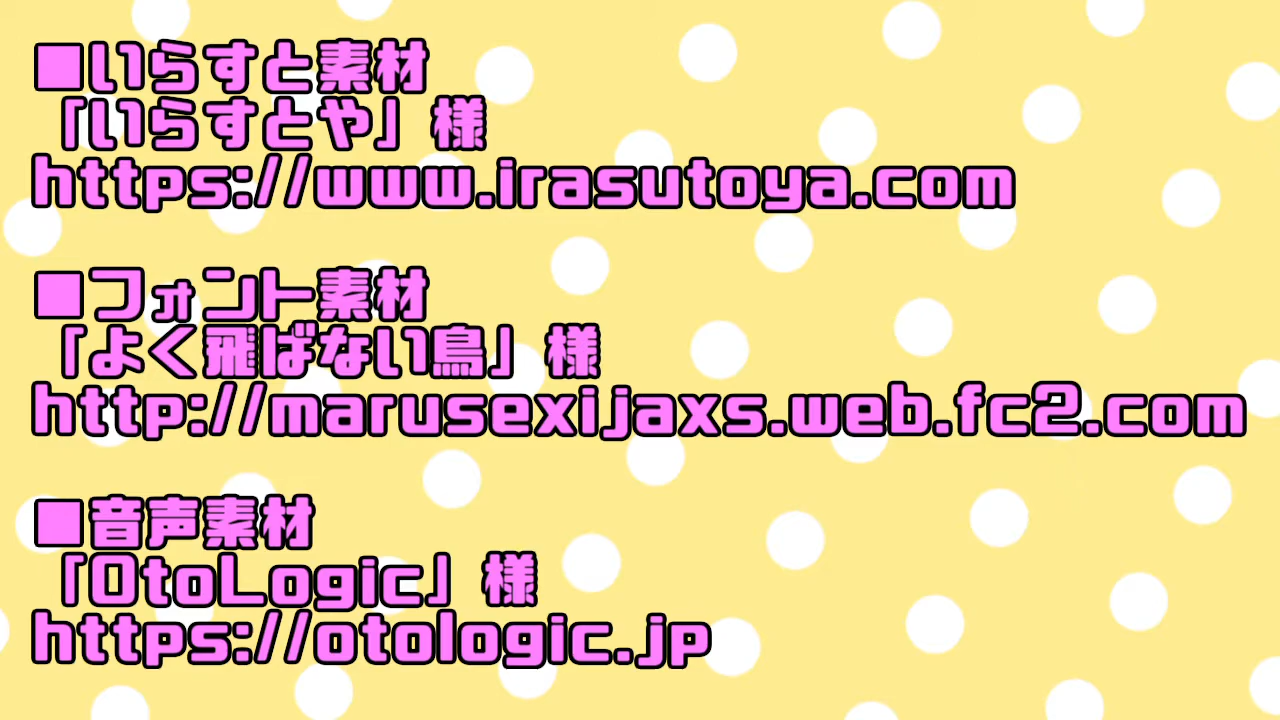 ■いらすと素材
「いらすとや」様
https://www.irasutoya.com
■フォント素材
「よく飛ばない鳥」様
http://marusexijaxs.web.fc2.com
■音声素材
「OtoLogic」様
https://otologic.jp